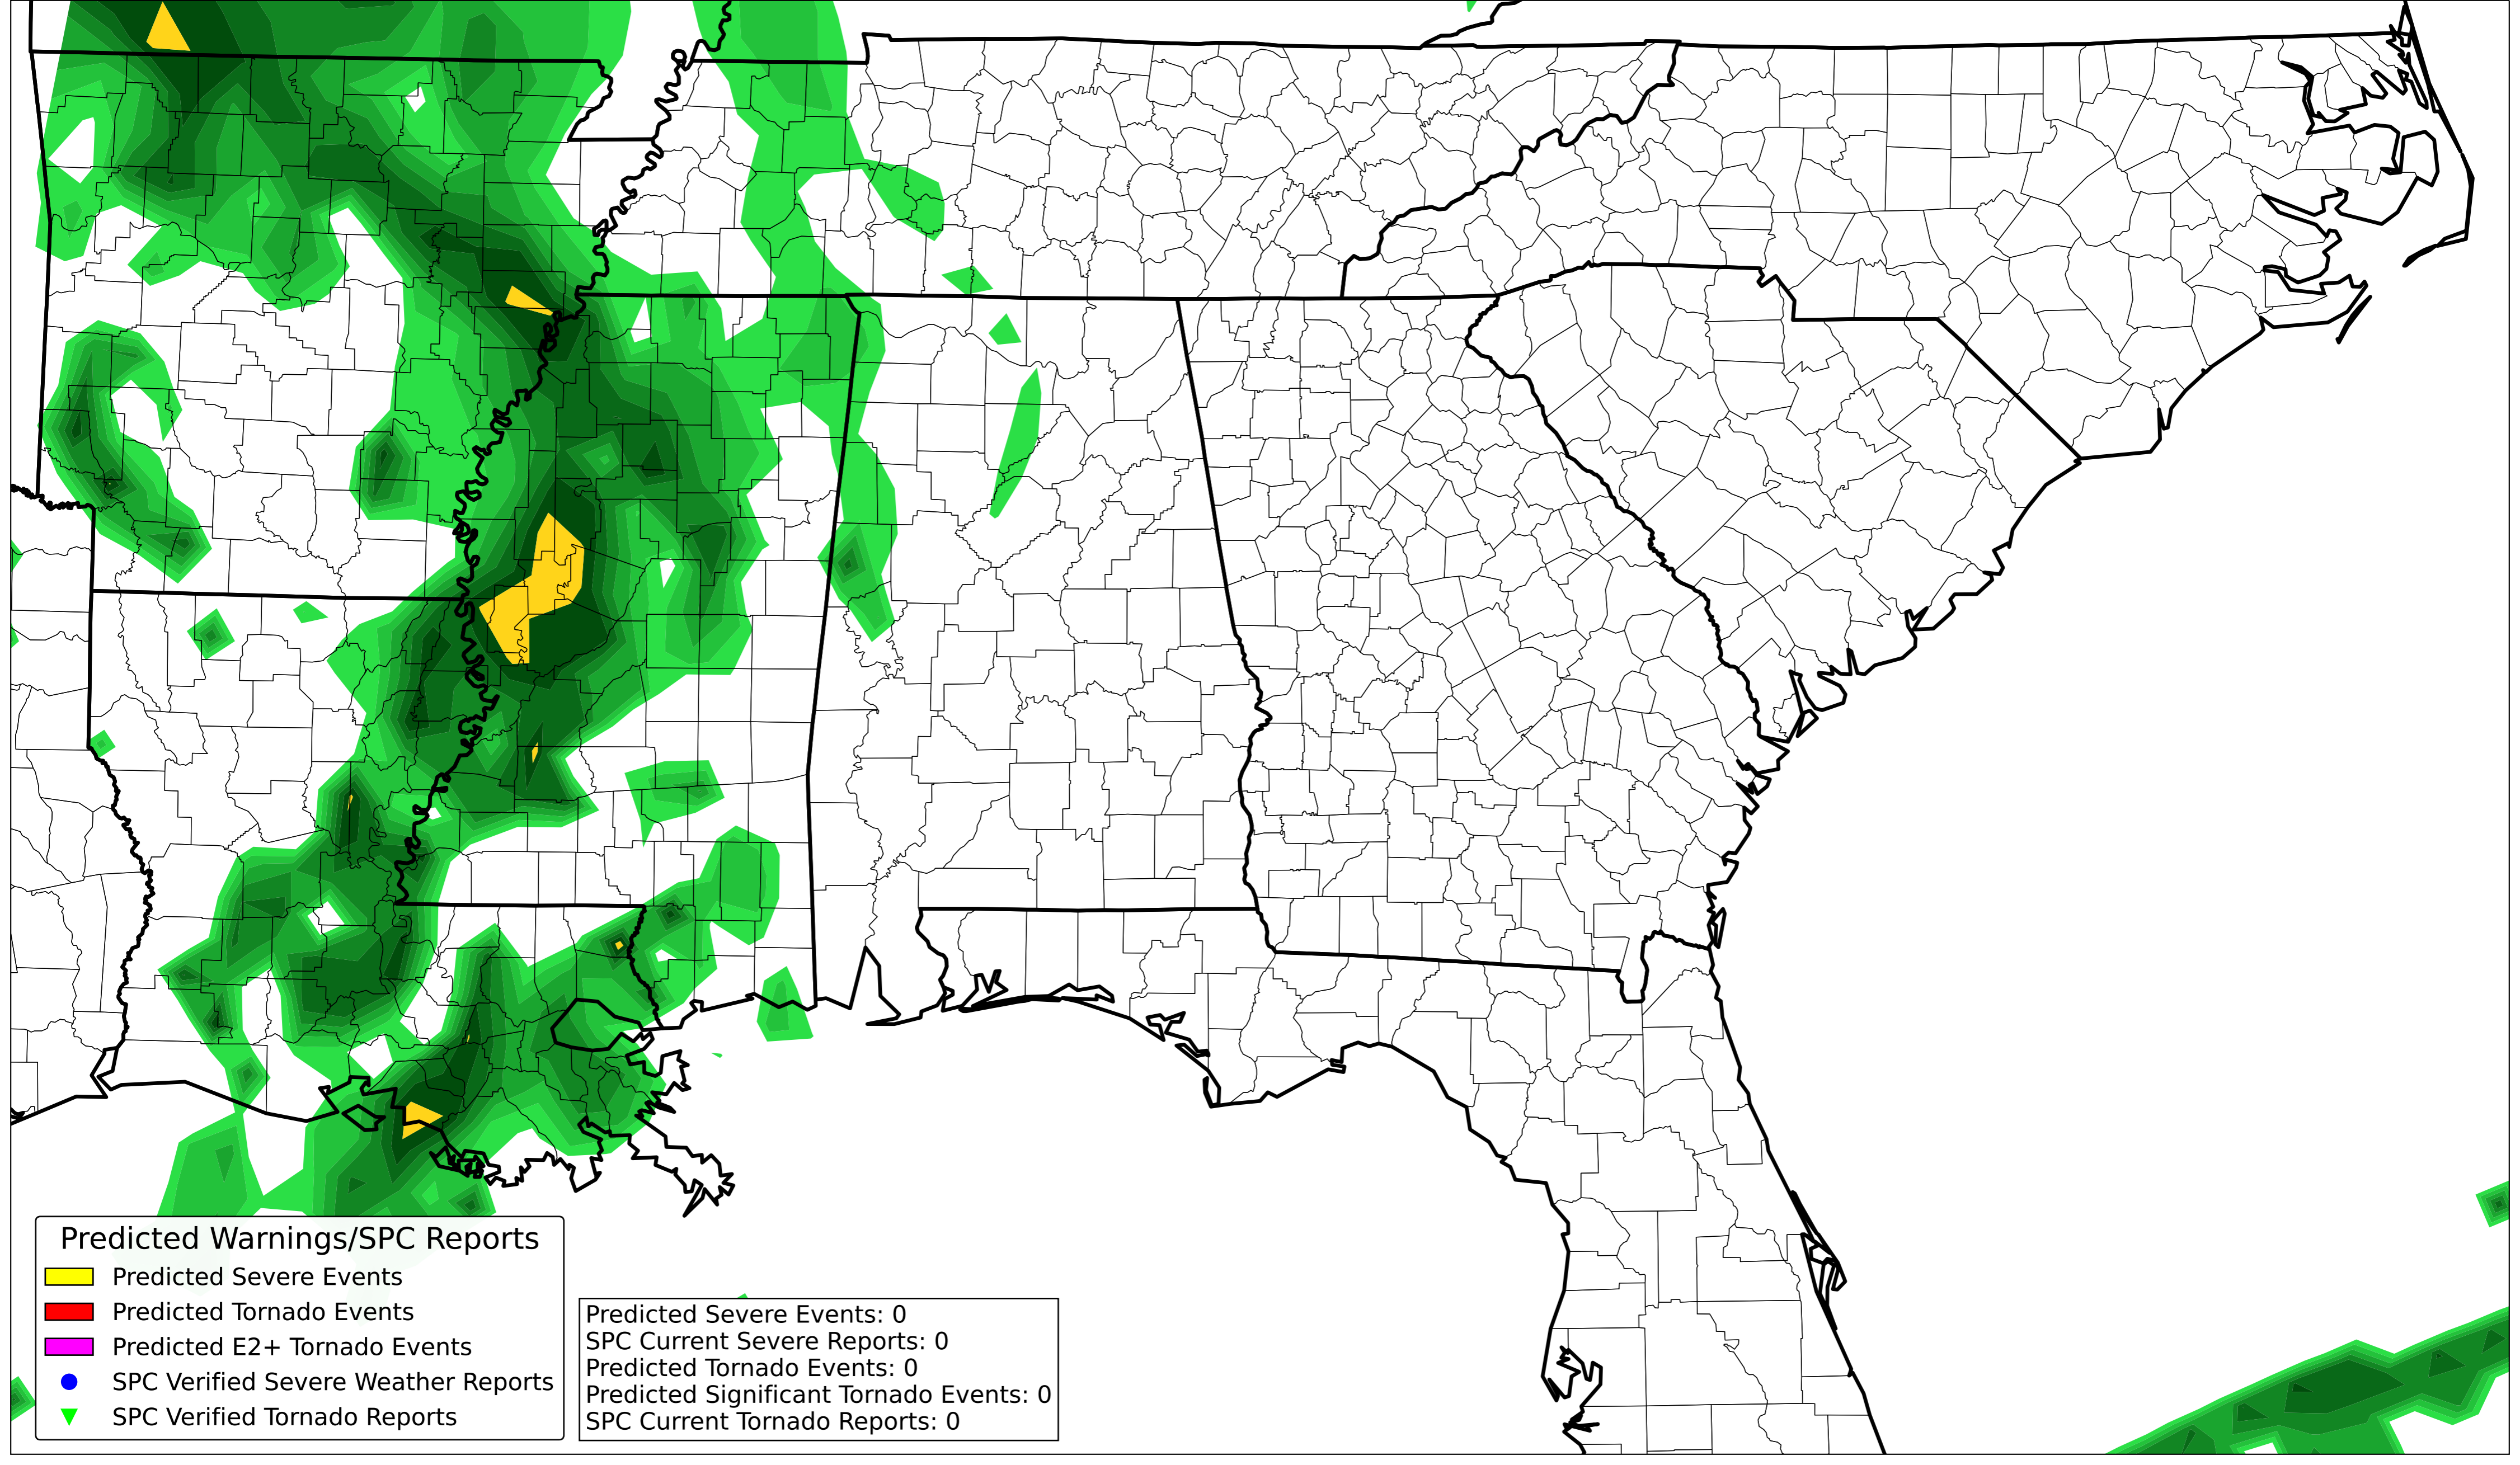 Predicted Warnings/SPC Reports
Predicted Severe Events
Predicted Tornado Events
Predicted E2+ Tornado Events
SPC Verified Severe Weather Reports
SPC Verified Tornado Reports
Predicted Severe Events: 0
SPC Current Severe Reports: 0
Predicted Tornado Events: 0
Predicted Significant Tornado Events: 0
SPC Current Tornado Reports: 0